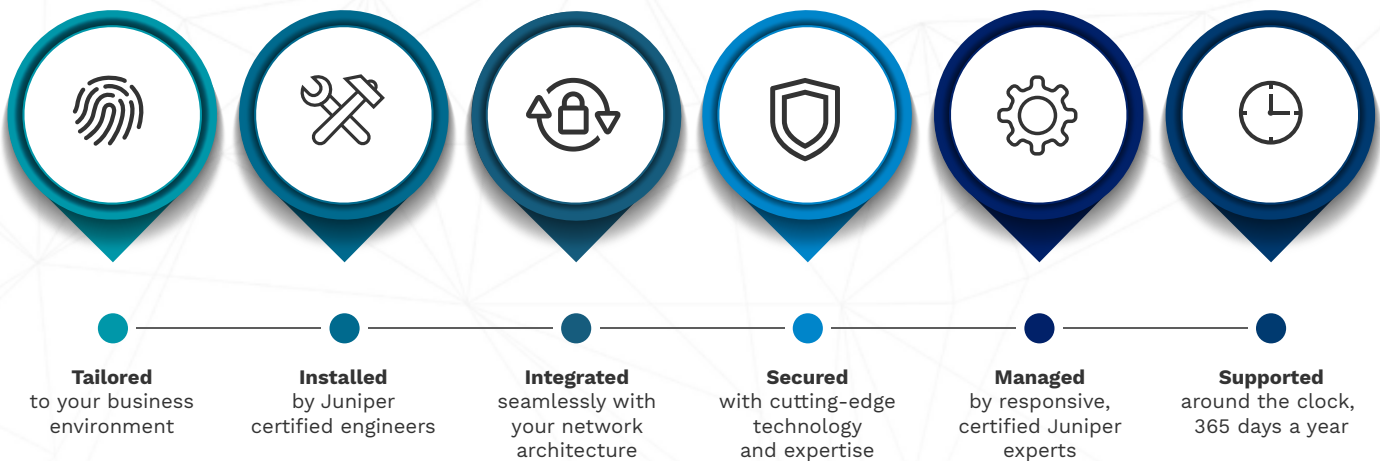 Tailored
to your business
environment
Installed
by Juniper
certified engineers
Integrated
seamlessly with
your network
architecture
Secured
with cutting-edge
technology
and expertise
Managed
by responsive,
certified Juniper
experts
Supported
around the clock,
365 days a year